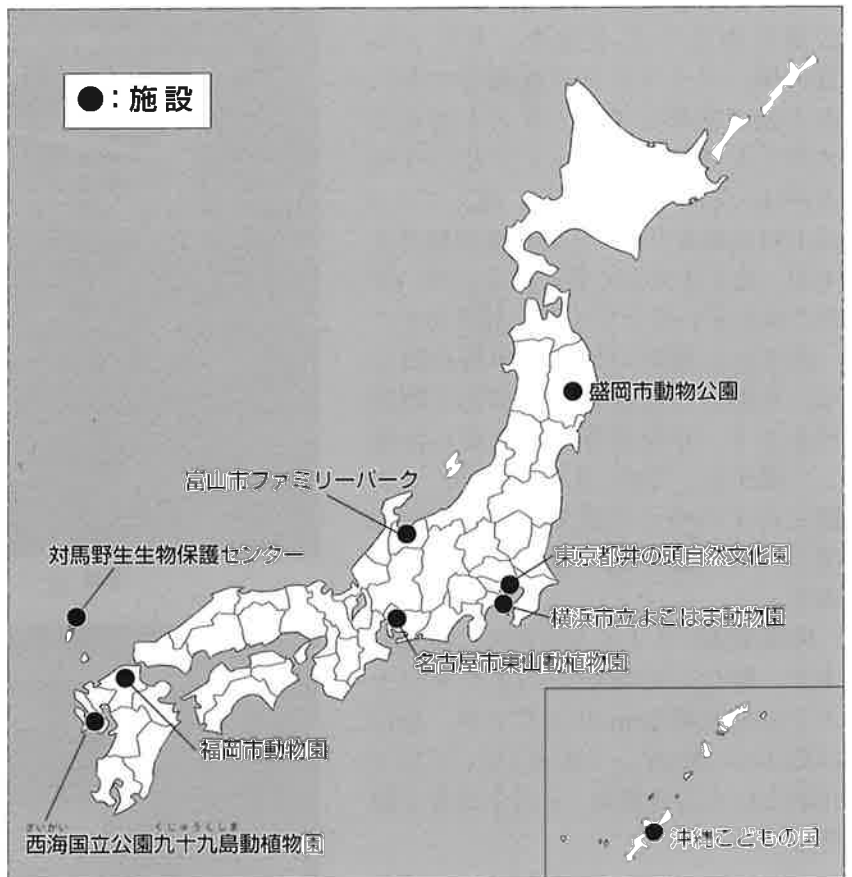 ●：施設
盛岡市動物公園
富山市ファミリーパーク
対馬野生生物保護センター
東京都井の頭自然文化園
横浜市立よこはま動物園
名古屋市東山動植物園
福岡市動物園
さいかい くじゅうくしま
西海国立公園九十九島動植物園
沖縄こどもの国